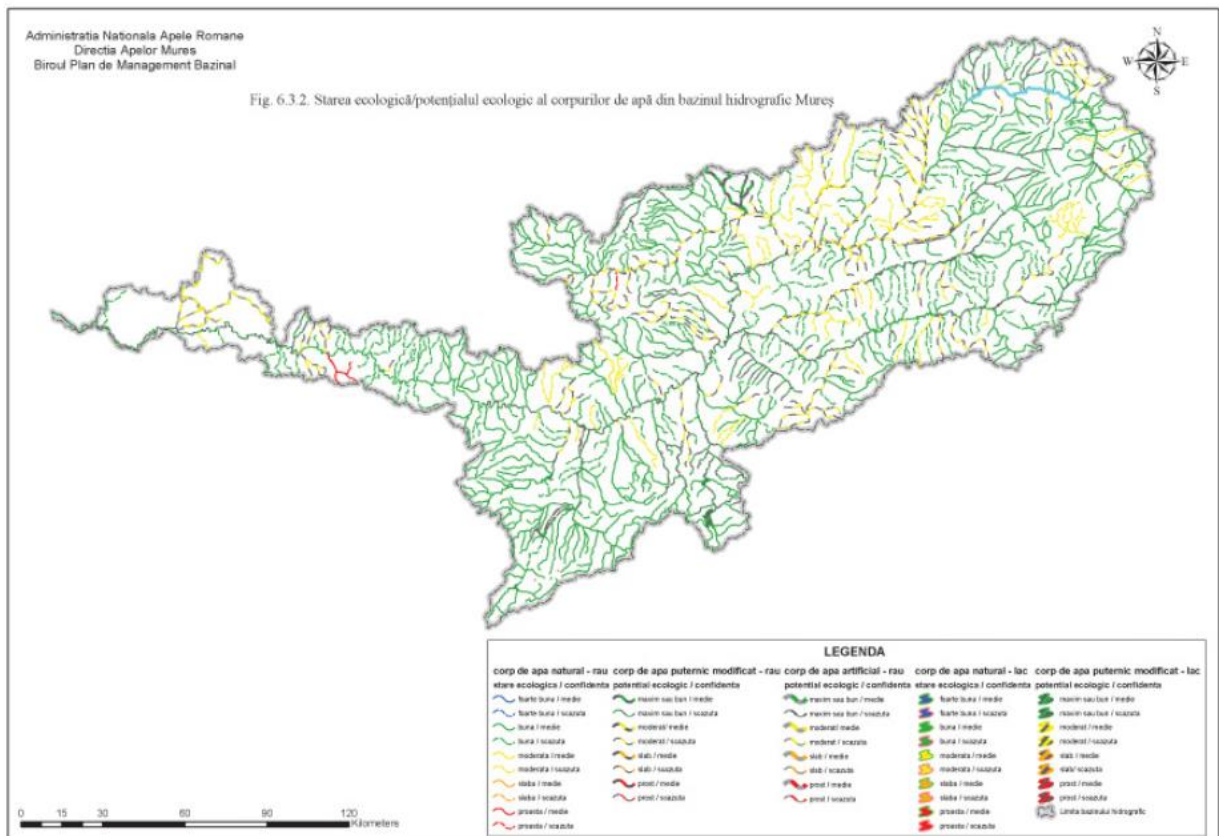 Administratia Nationala Apele Romane
Directia Apelor Mures
Biroul Plan de Management Bazinal
Fig. 6.3.2. Starea ecologică/potențialul ecologic al corpurilor de apă din bazinul hidrografic Mureș
N
W E
S
LEGENDA
corp de apa natural - rau
stare ecologica / confidenta
foarte buna / medie
foarte buna / scazuta
buna / medie
buna / scazuta
moderata / medie
moderata / scazuta
slaba / medie
slaba / scazuta
proasta / medie
proasta / scazuta
corp de apa puternic modificat - rau
potential ecologic / confidenta
maxim sau bun / medie
maxim sau bun / scazuta
moderat / medie
moderat / scazuta
slab / medie
slab / scazuta
prost / medie
prost / scazuta
corp de apa artificial - rau
potential ecologic / confidenta
maxim sau bun / medie
maxim sau bun / scazuta
moderat / medie
moderat / scazuta
slab / medie
slab / scazuta
prost / medie
prost / scazuta
corp de apa natural - lac
stare ecologica / confidenta
foarte buna / medie
foarte buna / scazuta
buna / medie
buna / scazuta
moderata / medie
moderata / scazuta
slaba / medie
slaba / scazuta
proasta / medie
proasta / scazuta
corp de apa puternic modificat - lac
potential ecologic / confidenta
maxim sau bun / medie
maxim sau bun / scazuta
moderat / medie
moderat / scazuta
slab / medie
slab / scazuta
prost / medie
prost / scazuta
Limita bazinului hidrografic
0 15 30 60 90 120
Kilometers